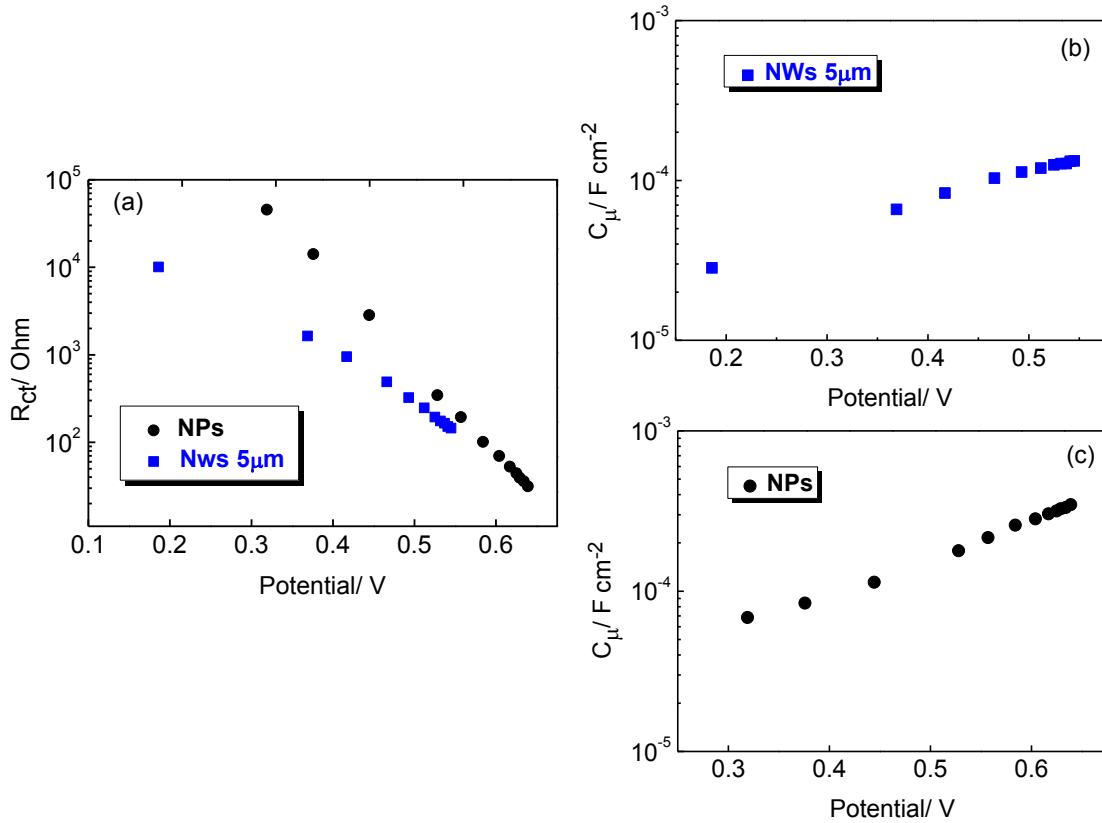 (a)
10^5
10^4
10^3
10^2
R_ct/ Ohm
NPs
Nws 5μm
0.1 0.2 0.3 0.4 0.5 0.6
Potential/ V
(b)
10^-3
10^-4
10^-5
C_μ/ F cm^-2
NWs 5μm
0.2 0.3 0.4 0.5
Potential/ V
(c)
10^-3
10^-4
10^-5
C_μ/ F cm^-2
NPs
0.3 0.4 0.5 0.6
Potential/ V